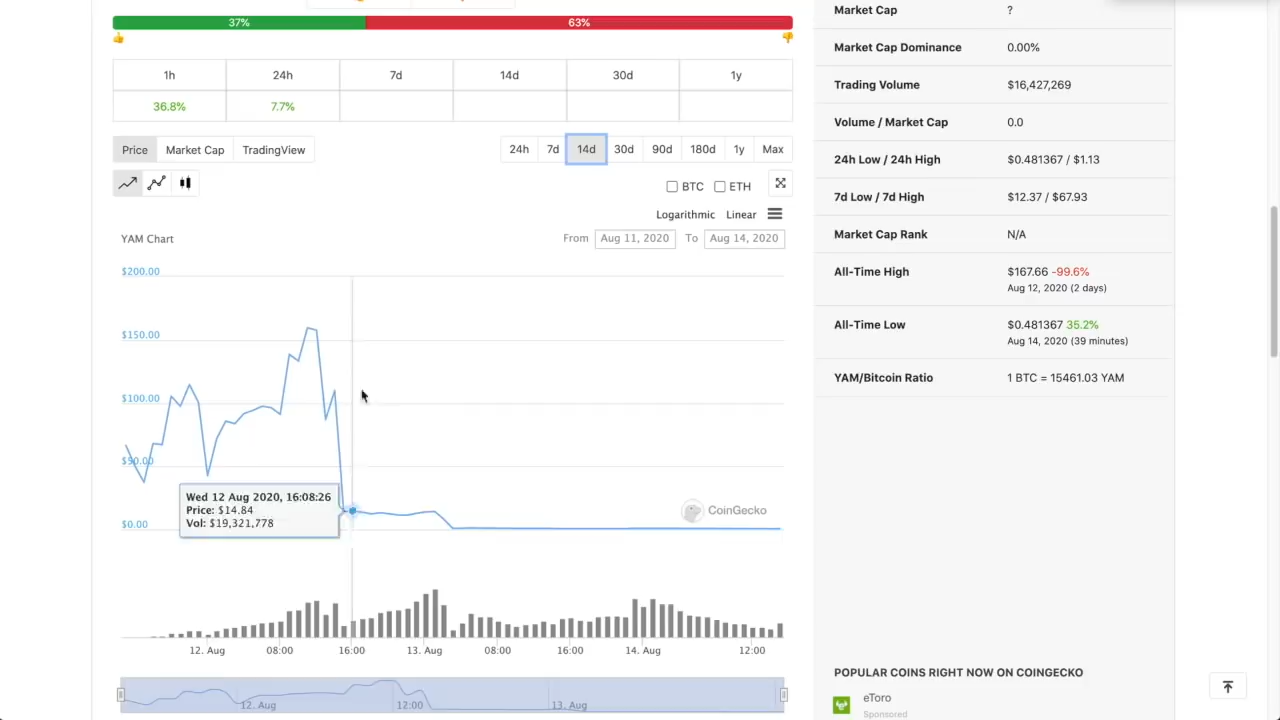 37%
63%
1h 24h 7d 14d 30d 1y
36.8% 7.7%
Price Market Cap TradingView
24h 7d 14d 30d 90d 180d 1y Max
BTC ETH
Logarithmic Linear
YAM Chart
From Aug 11, 2020 To Aug 14, 2020
$200.00
$150.00
$100.00
$50.00
$0.00
Wed 12 Aug 2020, 16:08:26
Price: $14.84
Vol: $19,321,778
CoinGecko
12. Aug 08:00 16:00 13. Aug 08:00 16:00 14. Aug 12:00
12. Aug 12:00 13. Aug
Market Cap ?
Market Cap Dominance 0.00%
Trading Volume $16,427,269
Volume / Market Cap 0.0
24h Low / 24h High $0.481367 / $1.13
7d Low / 7d High $12.37 / $67.93
Market Cap Rank N/A
All-Time High $167.66 -99.6%
Aug 12, 2020 (2 days)
All-Time Low $0.481367 35.2%
Aug 14, 2020 (39 minutes)
YAM/Bitcoin Ratio 1 BTC = 15461.03 YAM
POPULAR COINS RIGHT NOW ON COINGECKO
eToro
Sponsored